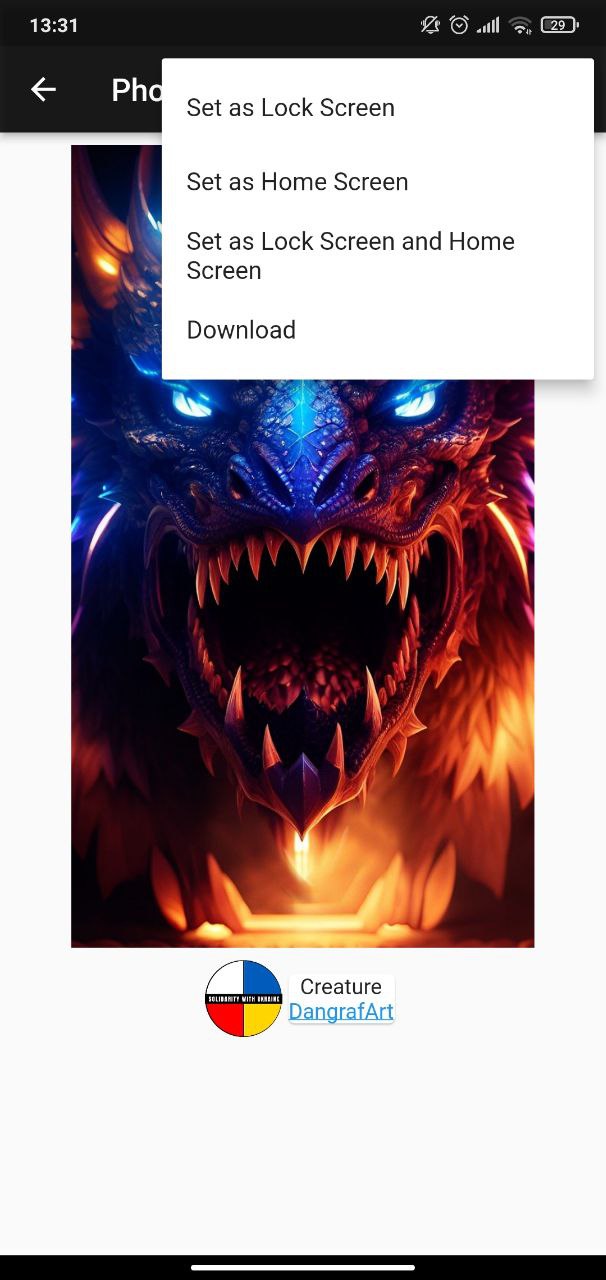 13:31
29
Pho
Set as Lock Screen
Set as Home Screen
Set as Lock Screen and Home
Screen
Download
SOLIDARITY WITH UKRAINE
Creature
DangrafArt